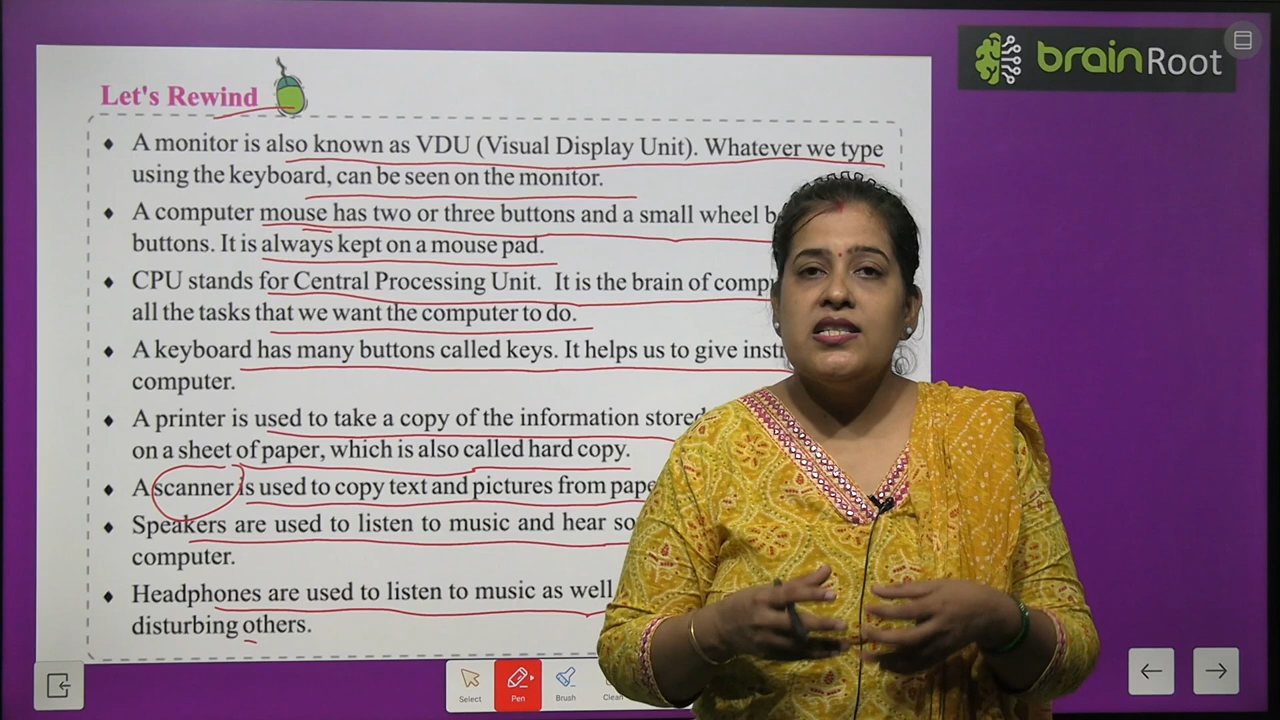 brainRoot
Let's Rewind
A monitor is also known as VDU (Visual Display Unit). Whatever we type
using the keyboard, can be seen on the monitor.
A computer mouse has two or three buttons and a small wheel
buttons. It is always kept on a mouse pad.
CPU stands for Central Processing Unit. It is the brain of
all the tasks that we want the computer to do.
A keyboard has many buttons called keys. It helps us to give
computer.
A printer is used to take a copy of the information stored
on a sheet of paper, which is also called hard copy.
A scanner is used to copy text and pictures from
Speakers are used to listen to music and hear
computer.
Headphones are used to listen to music as well
disturbing others.
Select
Pen
Brush